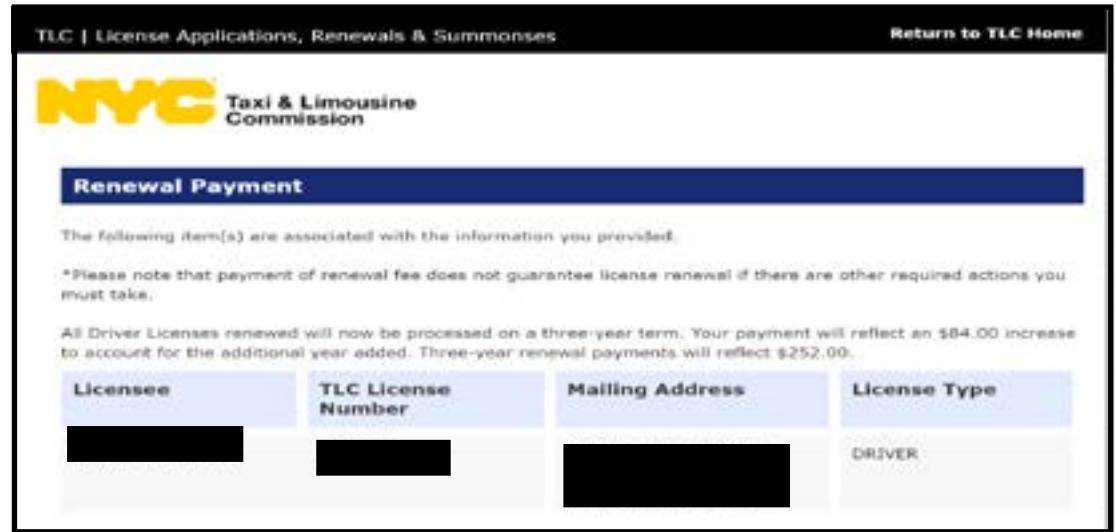 TLC | License Applications, Renewals & Summonses
Return to TLC Home
NYC
Taxi & Limousine
Commission
Renewal Payment
The following item(s) are associated with the information you provided.
*Please note that payment of renewal fee does not guarantee license renewal if there are other required actions you
must take.
All Driver Licenses renewed will now be processed on a three-year term. Your payment will reflect an $84.00 increase
to account for the additional year added. Three-year renewal payments will reflect $252.00.
Licensee
TLC License
Number
Mailing Address
License Type
DRIVER